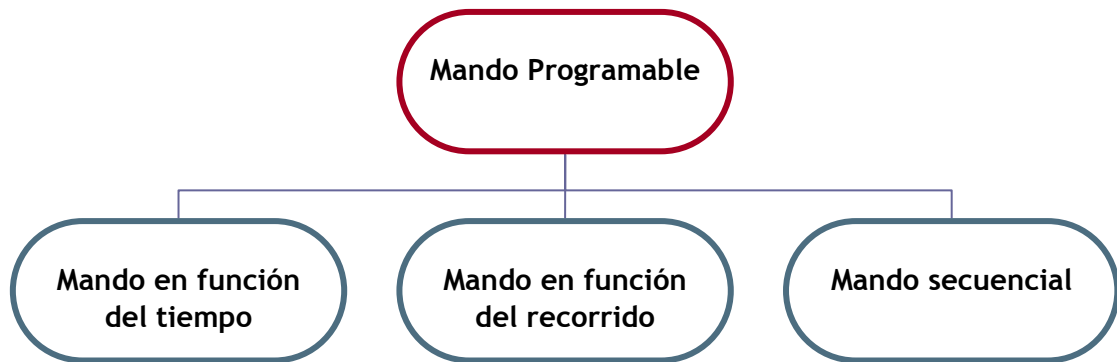 Mando Programable
Mando en función
del tiempo
Mando en función
del recorrido
Mando secuencial